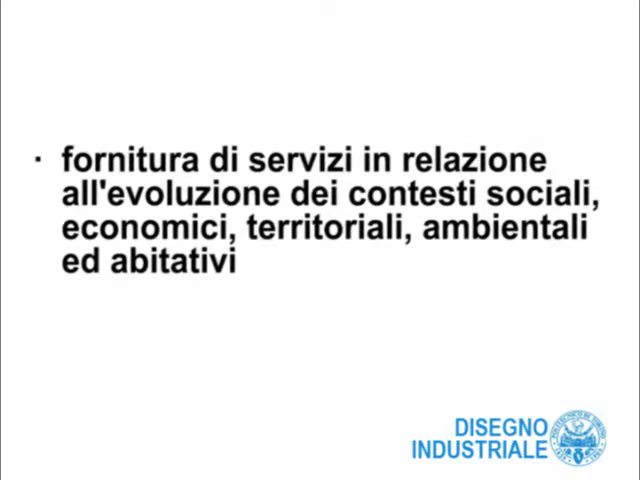 · fornitura di servizi in relazione
all'evoluzione dei contesti sociali,
economici, territoriali, ambientali
ed abitativi
DISEGNO
INDUSTRIALE